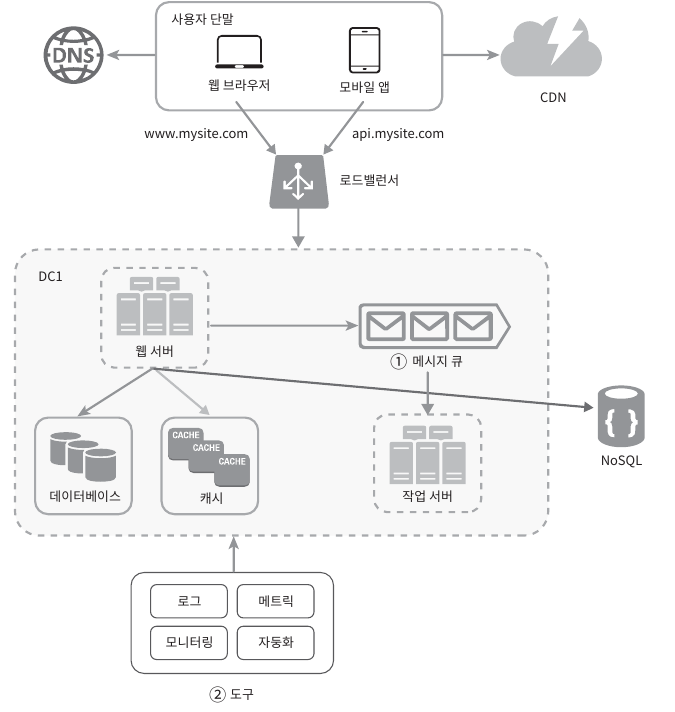 사용자 단말
DNS
웹 브라우저
모바일 앱
CDN
www.mysite.com
api.mysite.com
로드밸런서
DC1
웹 서버
① 메시지 큐
{ }
NoSQL
CACHE
CACHE
CACHE
데이터베이스
캐시
작업 서버
로그
메트릭
모니터링
자동화
② 도구